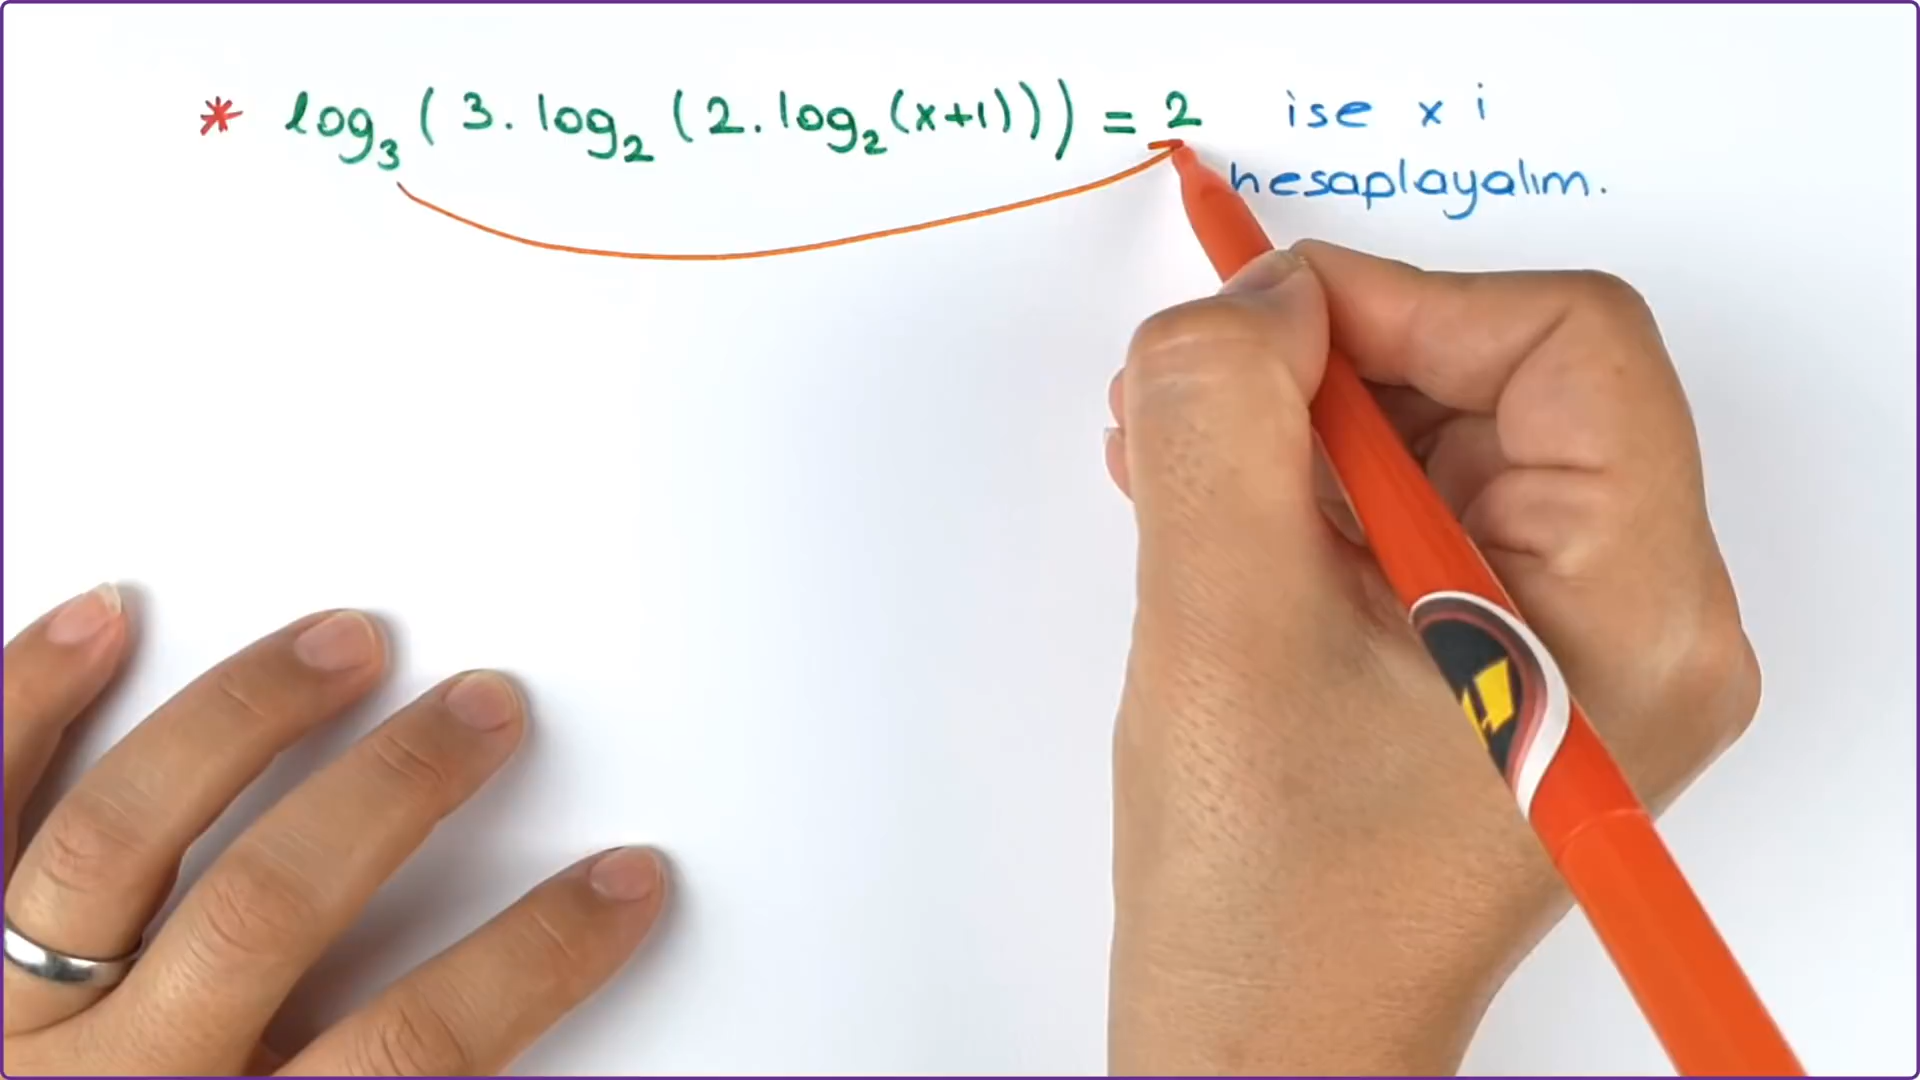 * log₃ ( 3 . log₂ ( 2 . log₂ (x+1))) = 2 ise x i
hesaplayalım.